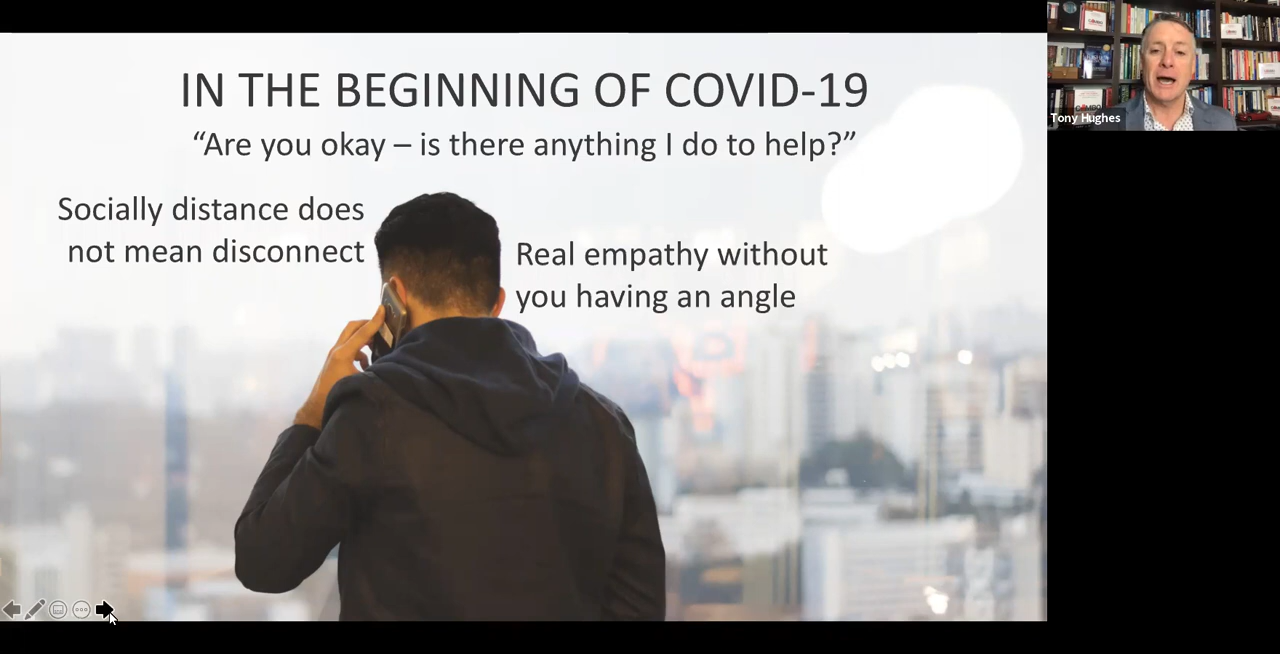 IN THE BEGINNING OF COVID-19
“Are you okay – is there anything I do to help?”
Socially distance does
not mean disconnect
Real empathy without
you having an angle
Tony Hughes
COMBO